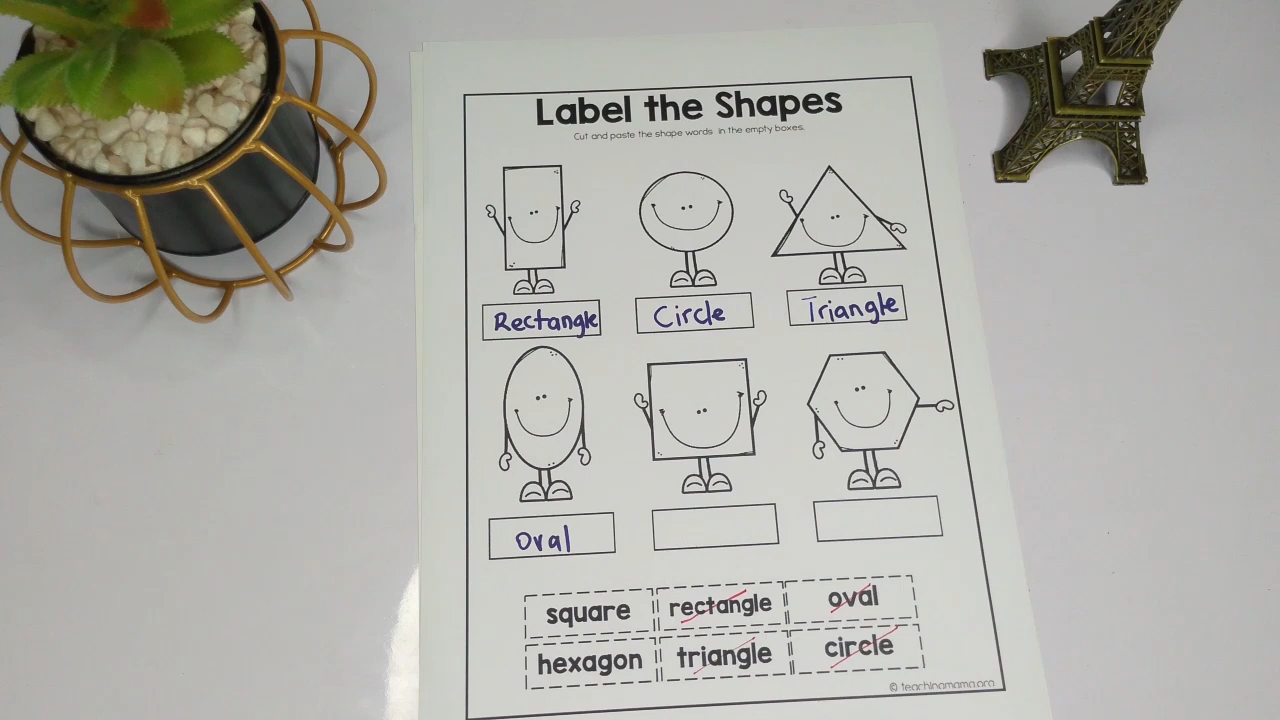 Label the Shapes
Cut and paste the shape words in the empty boxes.
Rectangle Circle Triangle
Oval
square rectangle oval
hexagon triangle circle
© teachingmama.org